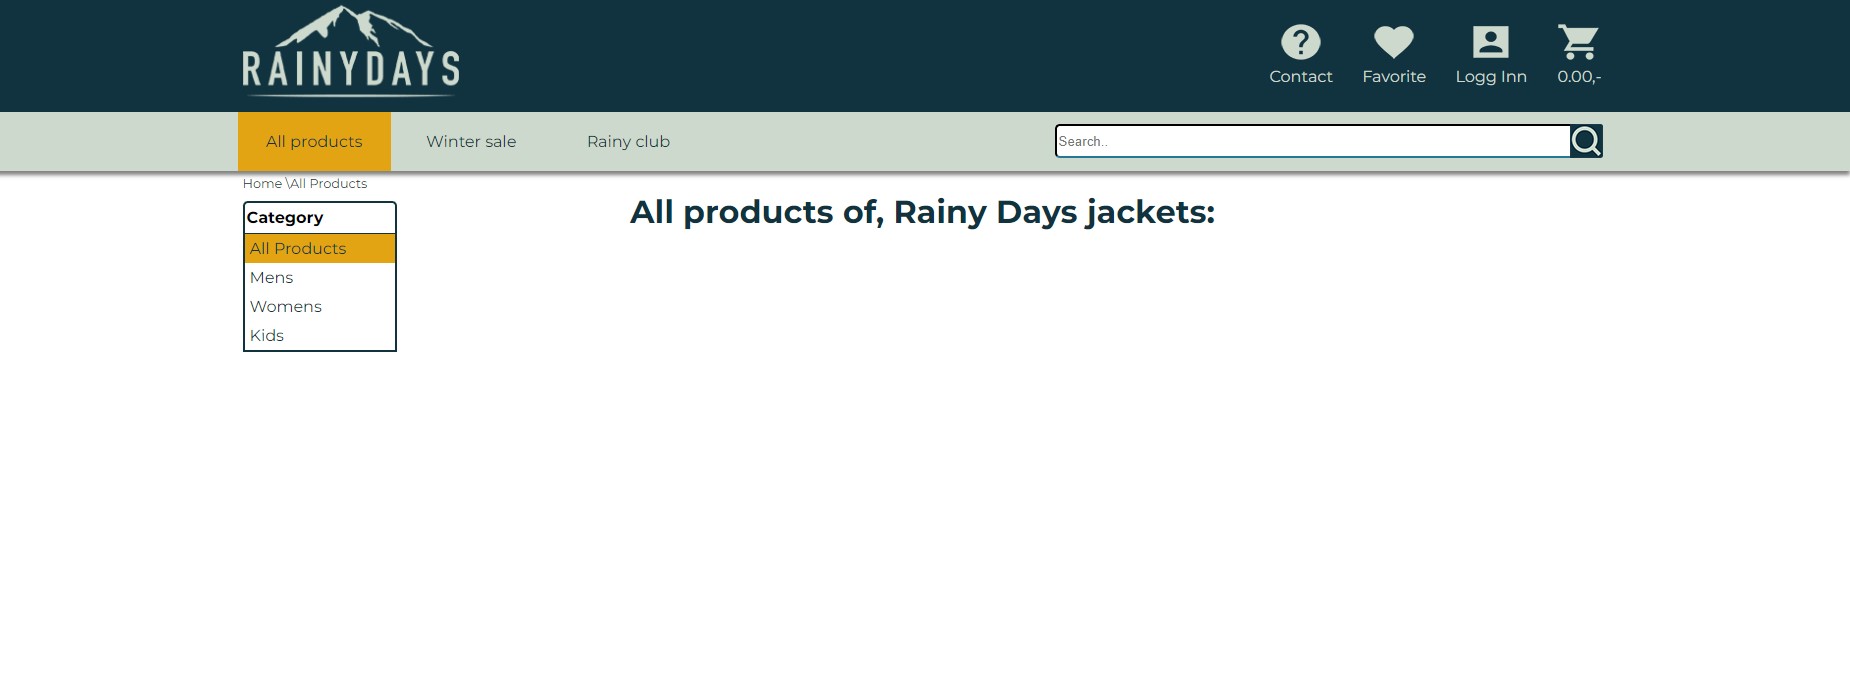 RAINYDAYS
Contact
Favorite
Logg Inn
0.00,-
All products
Winter sale
Rainy club
Search..
Home \All Products
Category
All Products
Mens
Womens
Kids
All products of, Rainy Days jackets: